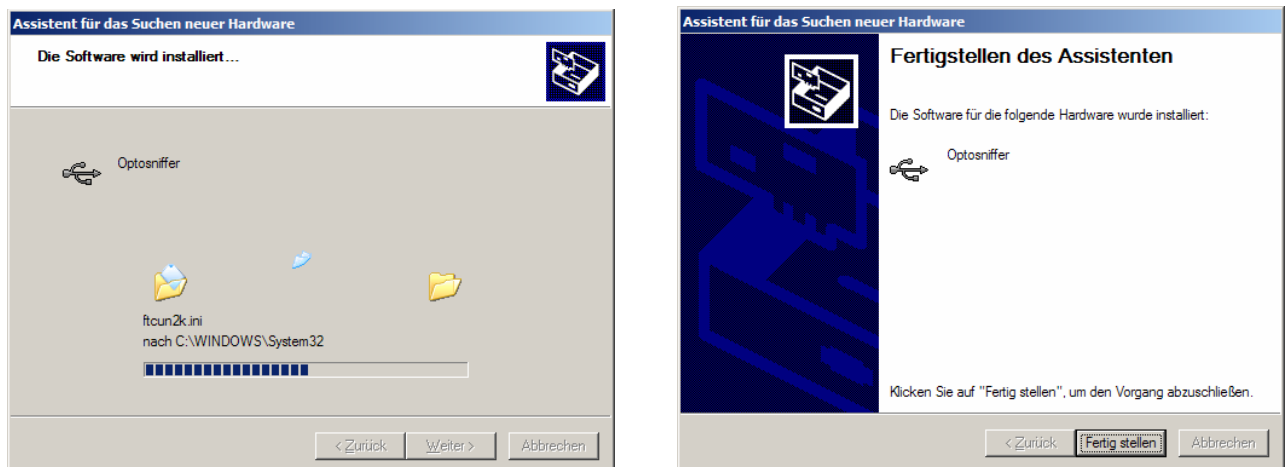 Assistent für das Suchen neuer Hardware
Die Software wird installiert...
Optosniffer
ftcun2k.ini
nach C:\WINDOWS\System32
< Zurück
Weiter >
Abbrechen
Assistent für das Suchen neuer Hardware
Fertigstellen des Assistenten
Die Software für die folgende Hardware wurde installiert:
Optosniffer
Klicken Sie auf "Fertig stellen", um den Vorgang abzuschließen.
< Zurück
Fertig stellen
Abbrechen